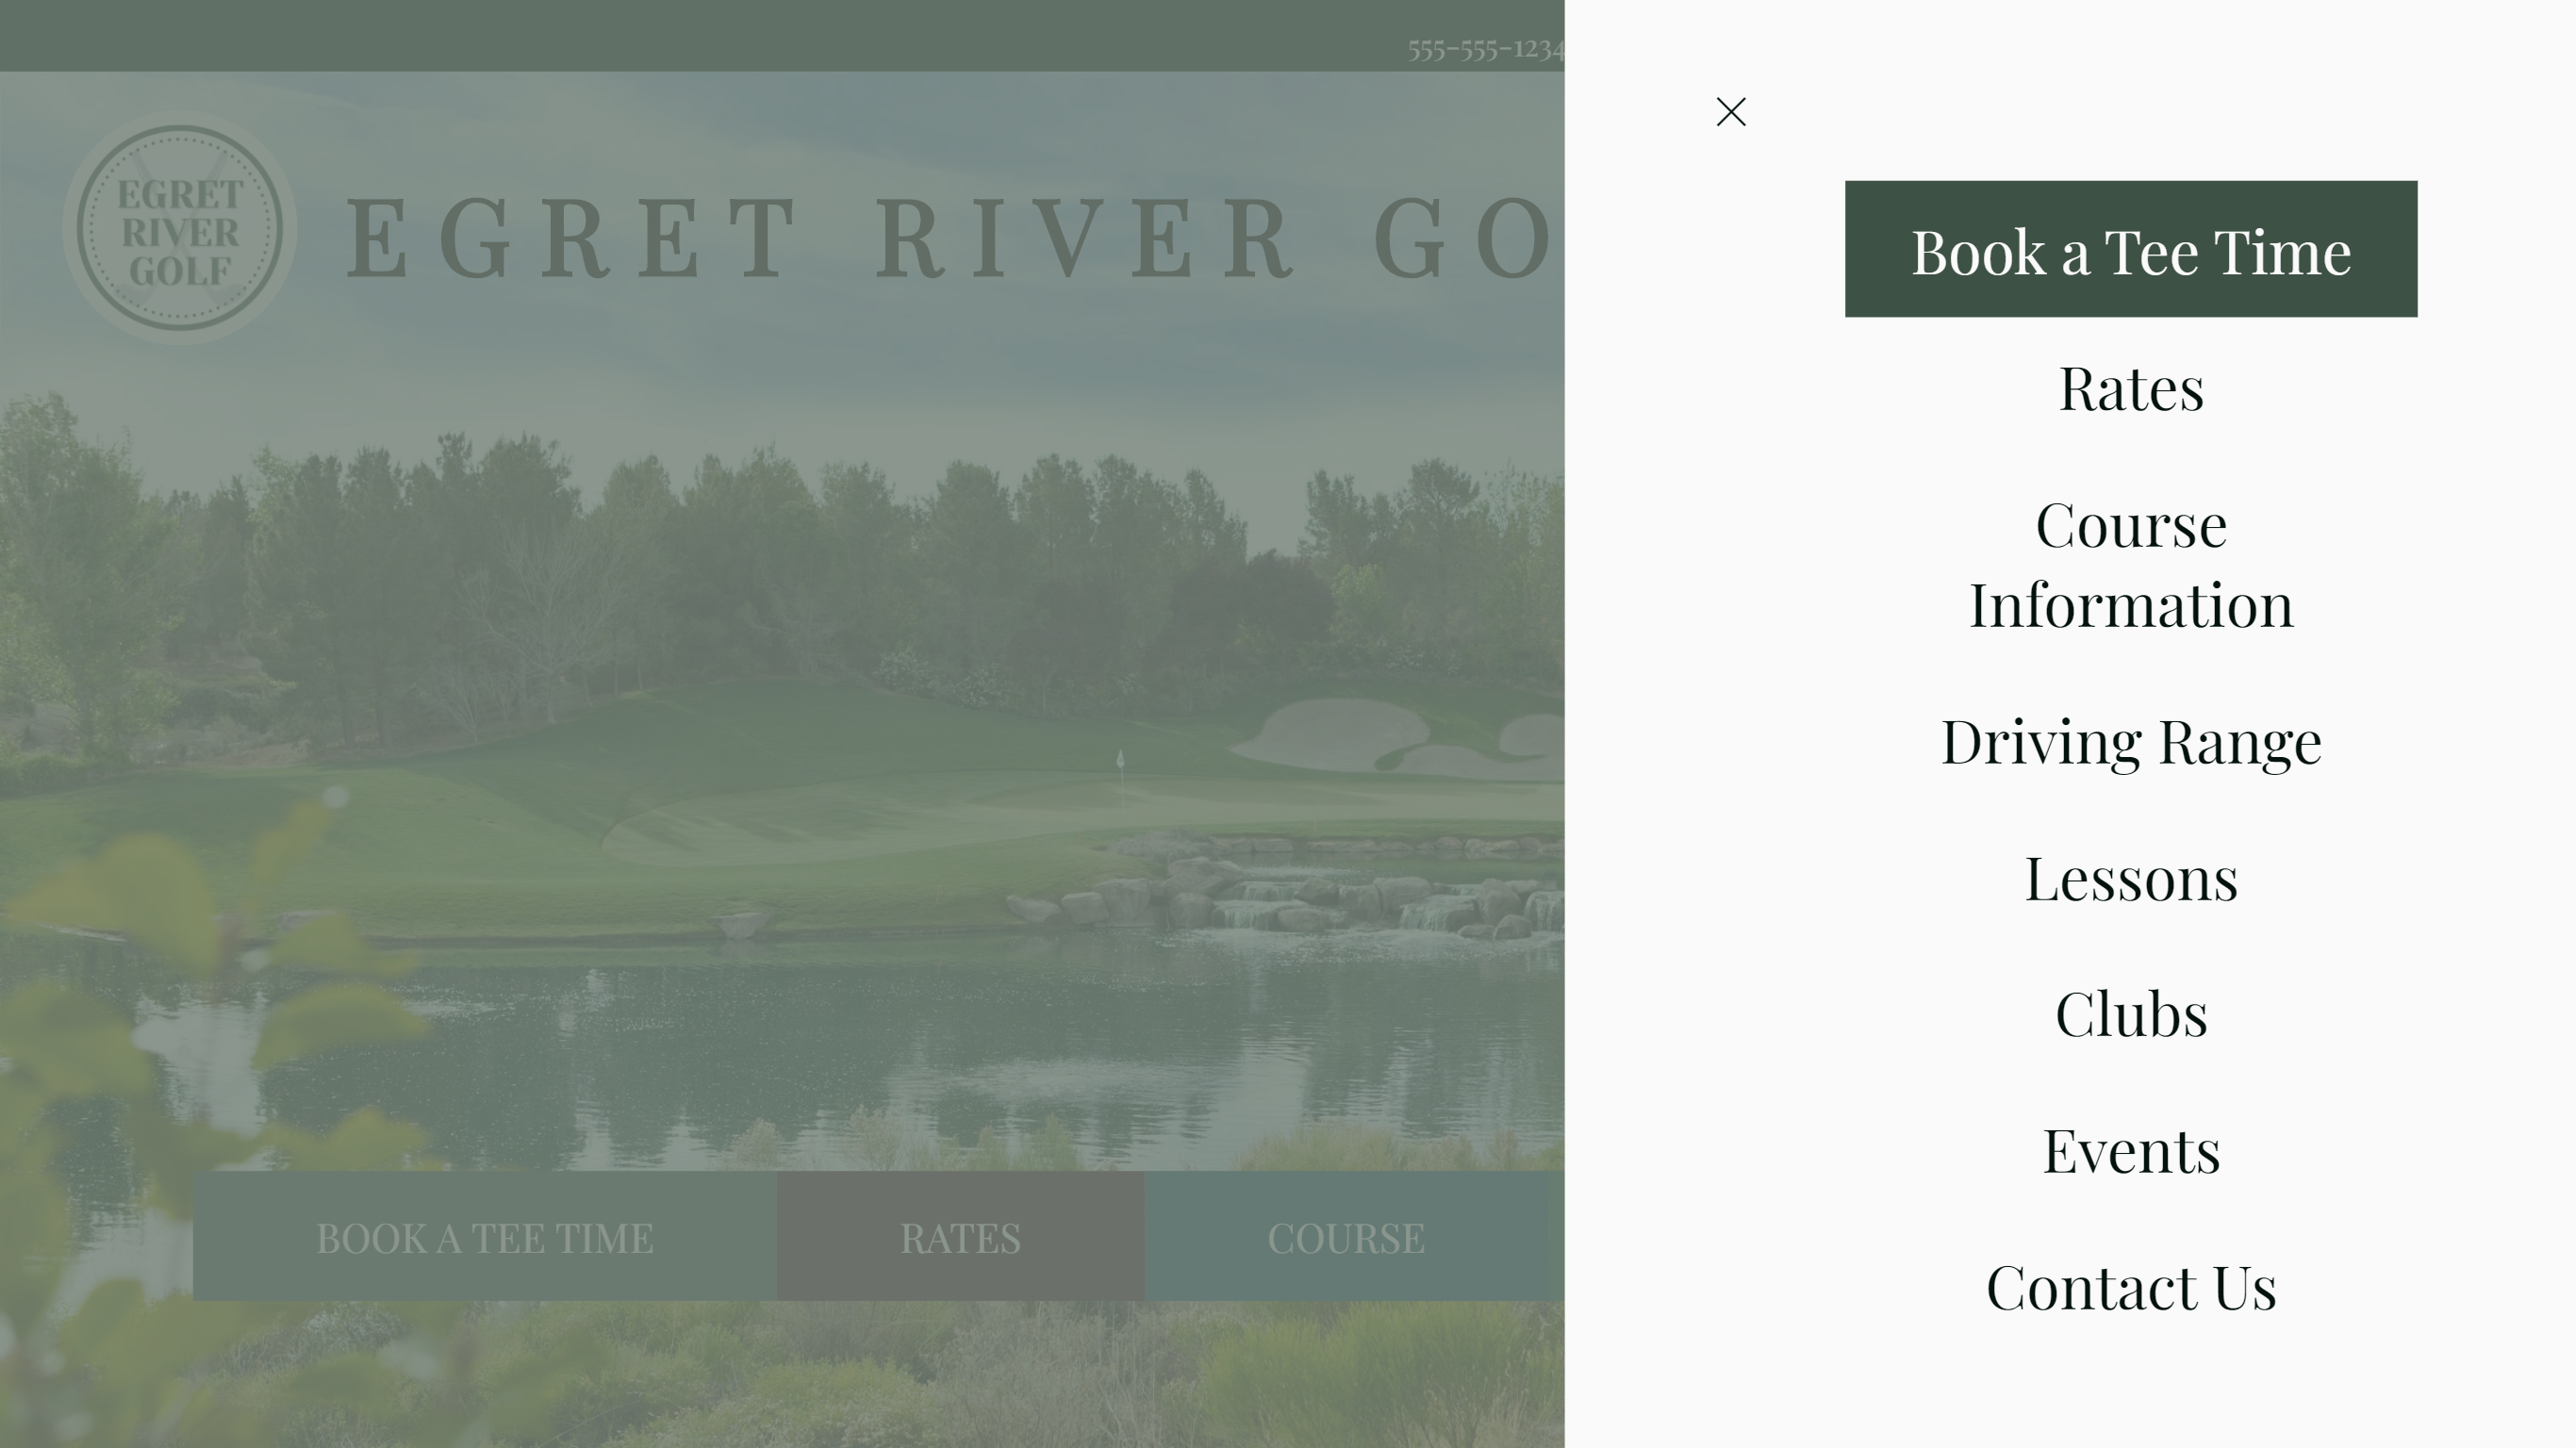 555-555-1234
EGRET
RIVER
GOLF
EGRET RIVER GO
Book a Tee Time
Rates
Course
Information
Driving Range
Lessons
Clubs
Events
Contact Us
BOOK A TEE TIME
RATES
COURSE